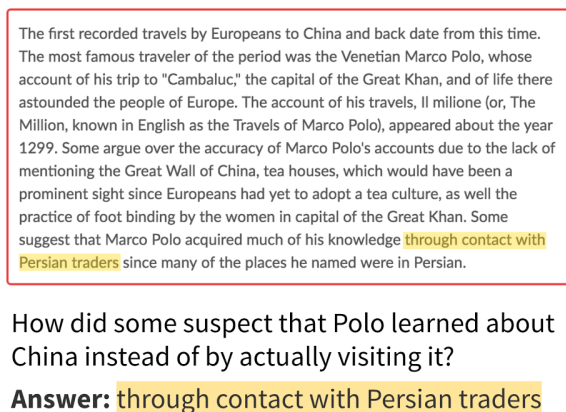 The first recorded travels by Europeans to China and back date from this time.
The most famous traveler of the period was the Venetian Marco Polo, whose
account of his trip to "Cambaluc," the capital of the Great Khan, and of life there
astounded the people of Europe. The account of his travels, Il milione (or, The
Million, known in English as the Travels of Marco Polo), appeared about the year
1299. Some argue over the accuracy of Marco Polo's accounts due to the lack of
mentioning the Great Wall of China, tea houses, which would have been a
prominent sight since Europeans had yet to adopt a tea culture, as well the
practice of foot binding by the women in capital of the Great Khan. Some
suggest that Marco Polo acquired much of his knowledge through contact with
Persian traders since many of the places he named were in Persian.
How did some suspect that Polo learned about
China instead of by actually visiting it?
Answer: through contact with Persian traders